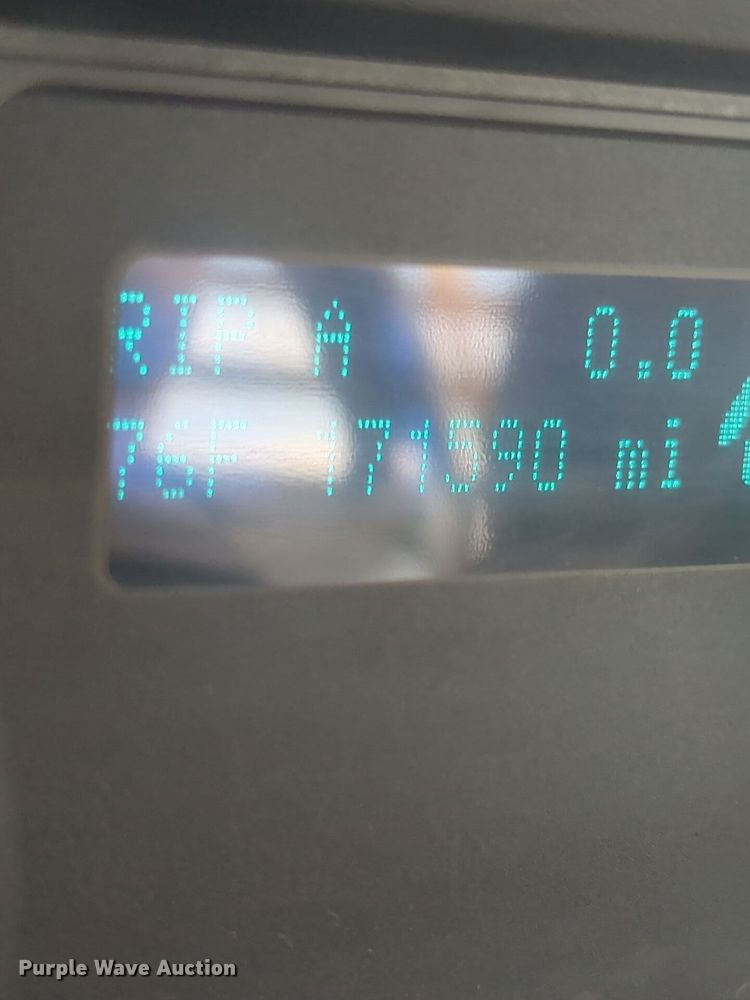 RIP A 0.0
76F 171590 mi
Purple Wave Auction